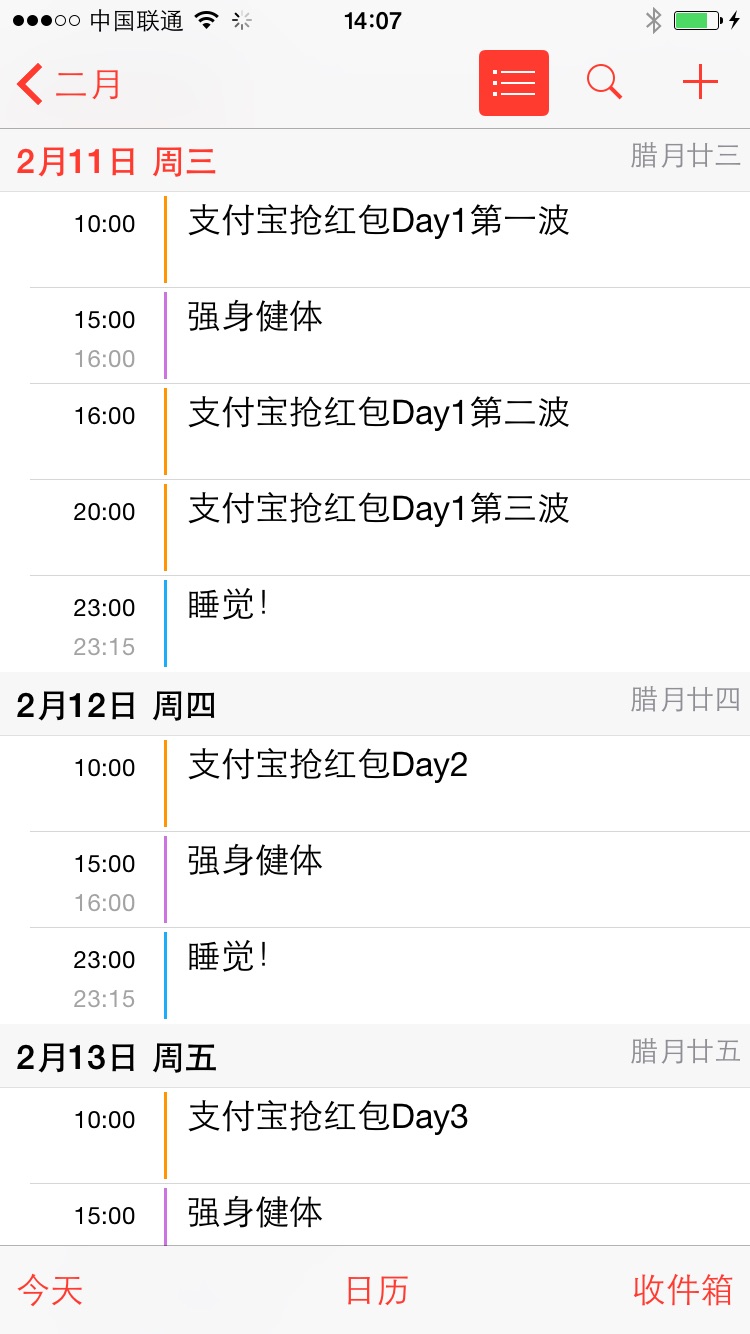 中国联通 14:07
二月
2月11日 周三 腊月廿三
10:00 支付宝抢红包Day1第一波
15:00 强身健体
16:00
16:00 支付宝抢红包Day1第二波
20:00 支付宝抢红包Day1第三波
23:00 睡觉！
23:15
2月12日 周四 腊月廿四
10:00 支付宝抢红包Day2
15:00 强身健体
16:00
23:00 睡觉！
23:15
2月13日 周五 腊月廿五
10:00 支付宝抢红包Day3
15:00 强身健体
今天 日历 收件箱